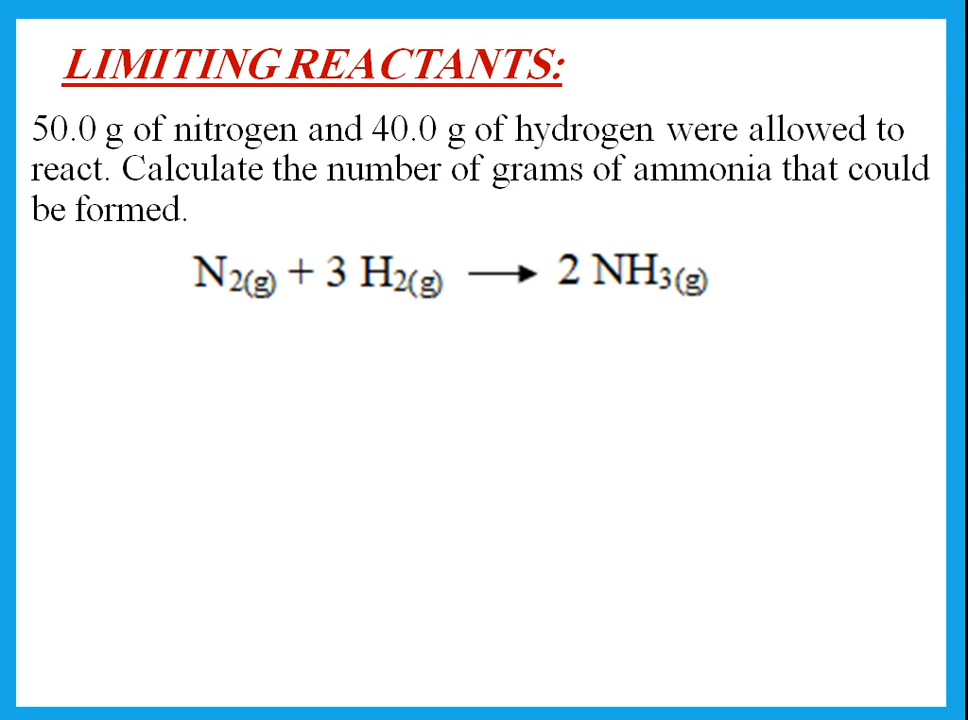 LIMITING REACTANTS:
50.0 g of nitrogen and 40.0 g of hydrogen were allowed to
react. Calculate the number of grams of ammonia that could
be formed.
N₂(g) + 3 H₂(g) ⟶ 2 NH₃(g)